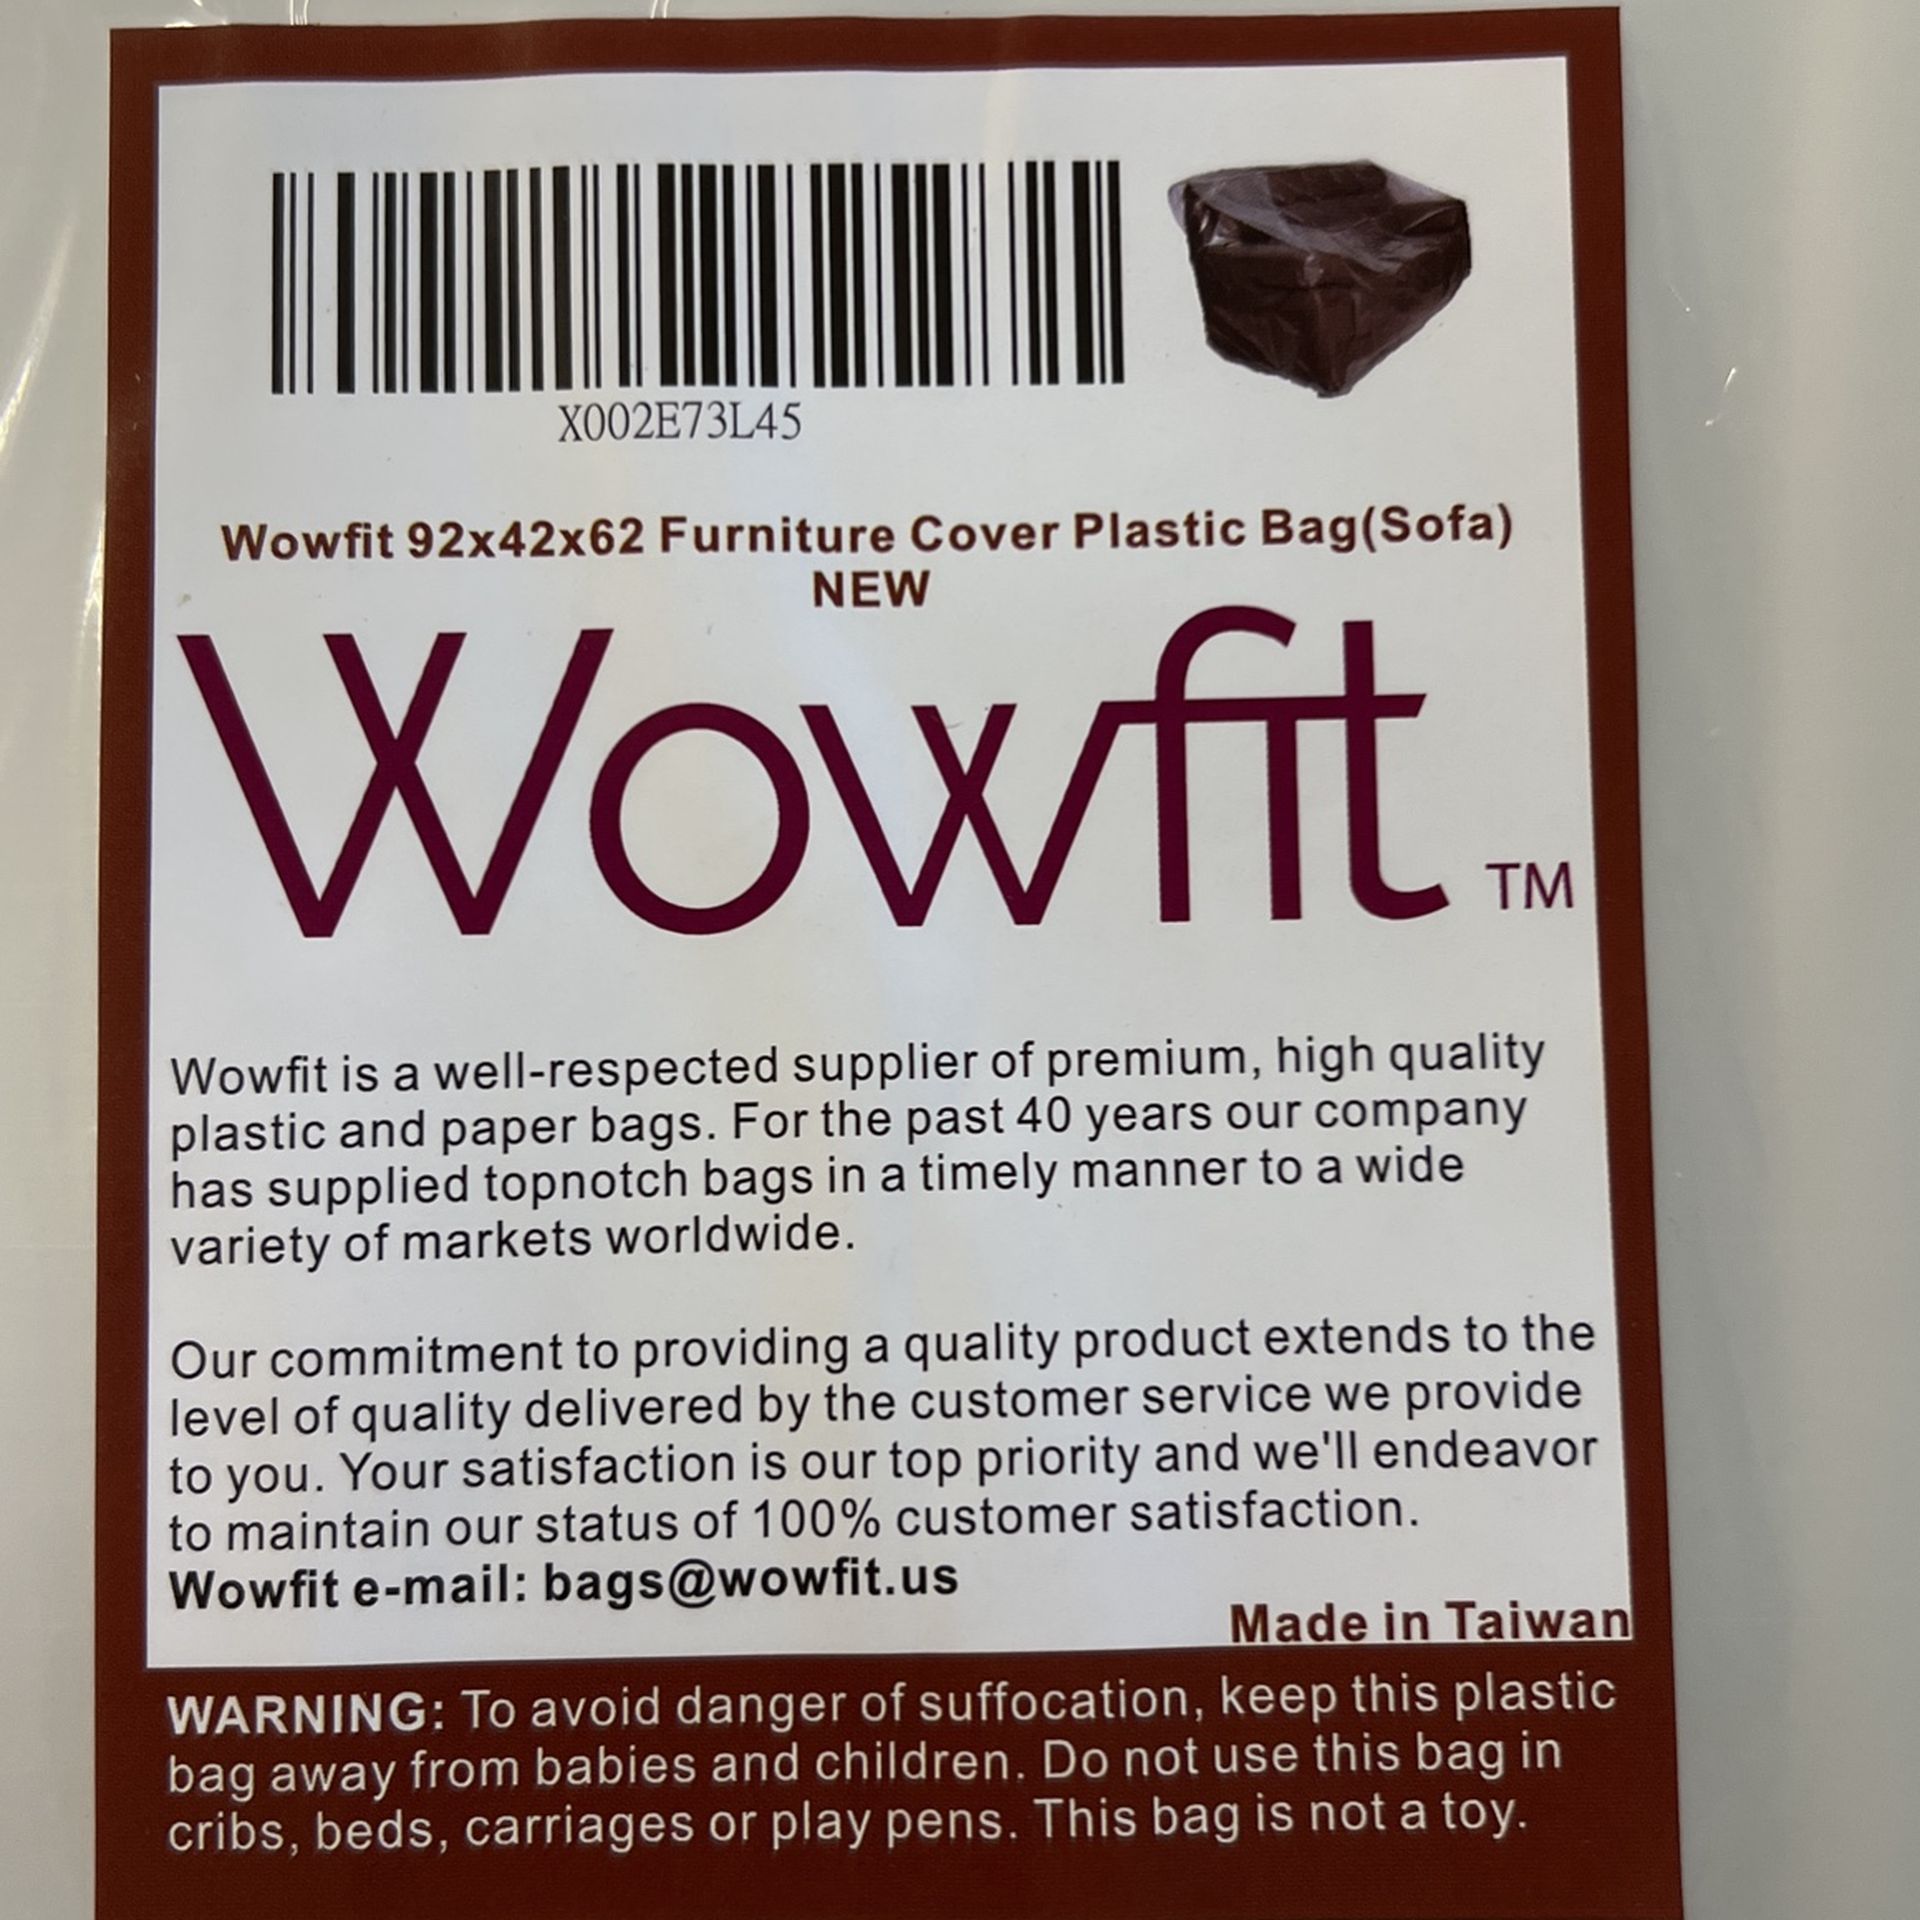 X002E73L45
Wowfit 92x42x62 Furniture Cover Plastic Bag(Sofa)
NEW
Wowfit TM
Wowfit is a well-respected supplier of premium, high quality
plastic and paper bags. For the past 40 years our company
has supplied topnotch bags in a timely manner to a wide
variety of markets worldwide.
Our commitment to providing a quality product extends to the
level of quality delivered by the customer service we provide
to you. Your satisfaction is our top priority and we'll endeavor
to maintain our status of 100% customer satisfaction.
Wowfit e-mail: bags@wowfit.us
Made in Taiwan
WARNING: To avoid danger of suffocation, keep this plastic
bag away from babies and children. Do not use this bag in
cribs, beds, carriages or play pens. This bag is not a toy.